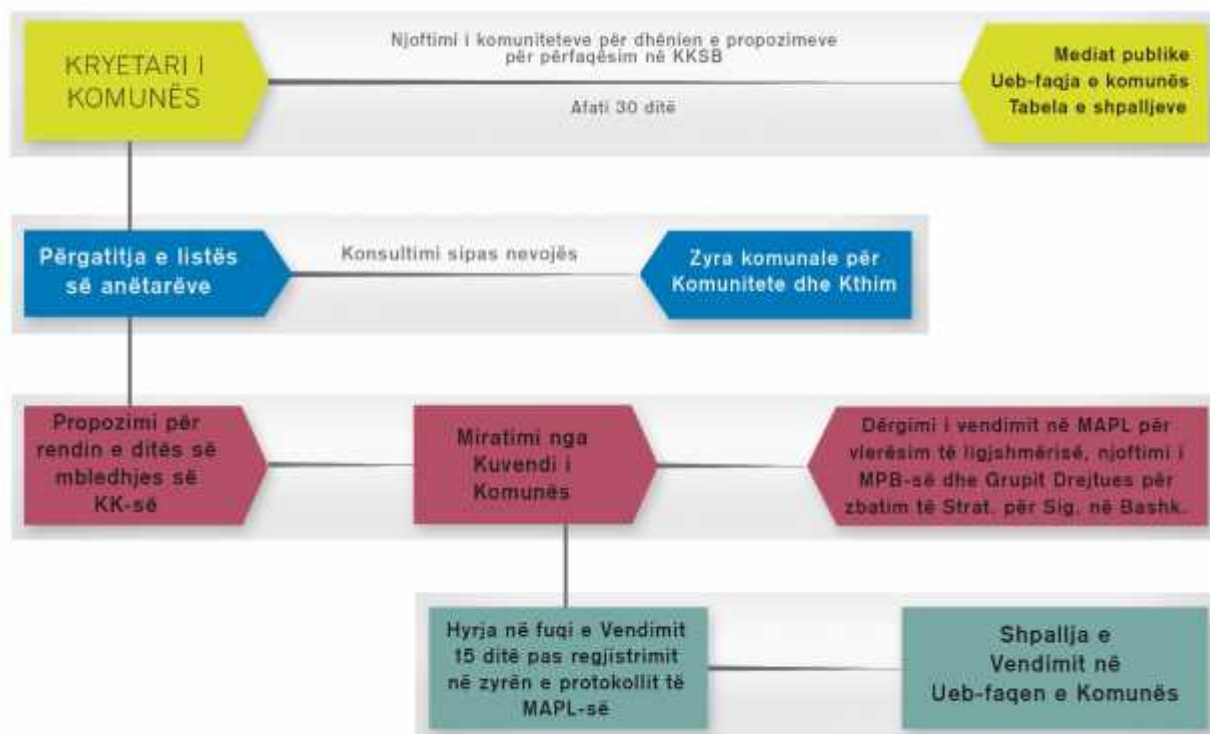 KRYETARI I
KOMUNËS
Njoftimi i komuniteteve për dhënien e propozimeve
për përfaqësim në KKSB
Afati 30 ditë
Mediat publike
Ueb-faqja e komunës
Tabela e shpalljeve
Përgatitja e listës
së anëtarëve
Konsultimi sipas nevojës
Zyra komunale për
Komunitete dhe Kthim
Propozimi për
rendin e ditës së
mbledhjes së
KK-së
Miratimi nga
Kuvendi i
Komunës
Dërgimi i vendimit në MAPL për
vlerësim të ligjshmërisë, njoftimi i
MPB-së dhe Grupit Drejtues për
zbatim të Strat. për Sig. në Bashk.
Hyrja në fuqi e Vendimit
15 ditë pas regjistrimit
në zyrën e protokollit të
MAPL-së
Shpallja e
Vendimit në
Ueb-faqen e Komunës